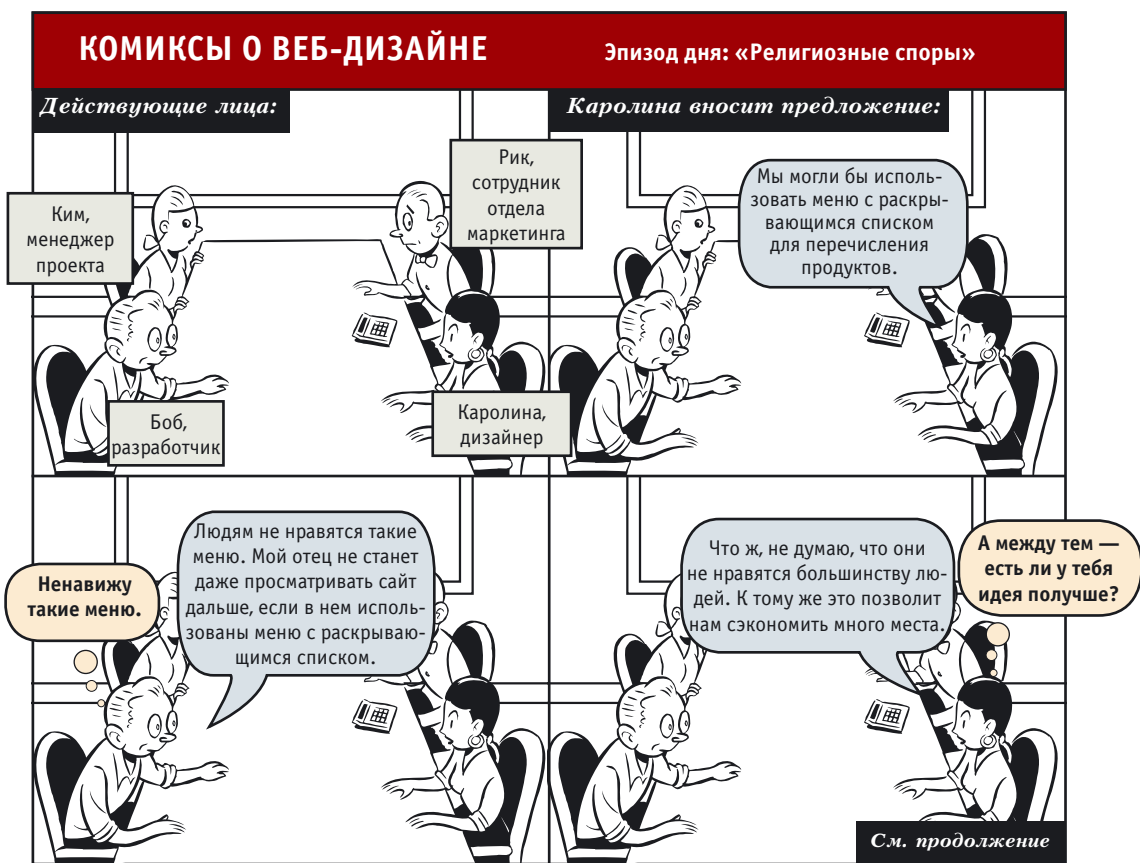 КОМИКСЫ О ВЕБ-ДИЗАЙНЕ
Эпизод дня: «Религиозные споры»
Действующие лица:
Ким,
менеджер
проекта
Рик,
сотрудник
отдела
маркетинга
Боб,
разработчик
Каролина,
дизайнер
Каролина вносит предложение:
Мы могли бы исполь-
зовать меню с раскры-
вающимся списком
для перечисления
продуктов.
Ненавижу
такие меню.
Людям не нравятся такие
меню. Мой отец не станет
даже просматривать сайт
дальше, если в нем исполь-
зованы меню с раскрываю-
щимся списком.
Что ж, не думаю, что они
не нравятся большинству лю-
дей. К тому же это позволит
нам сэкономить много места.
А между тем —
есть ли у тебя
идея получше?
См. продолжение